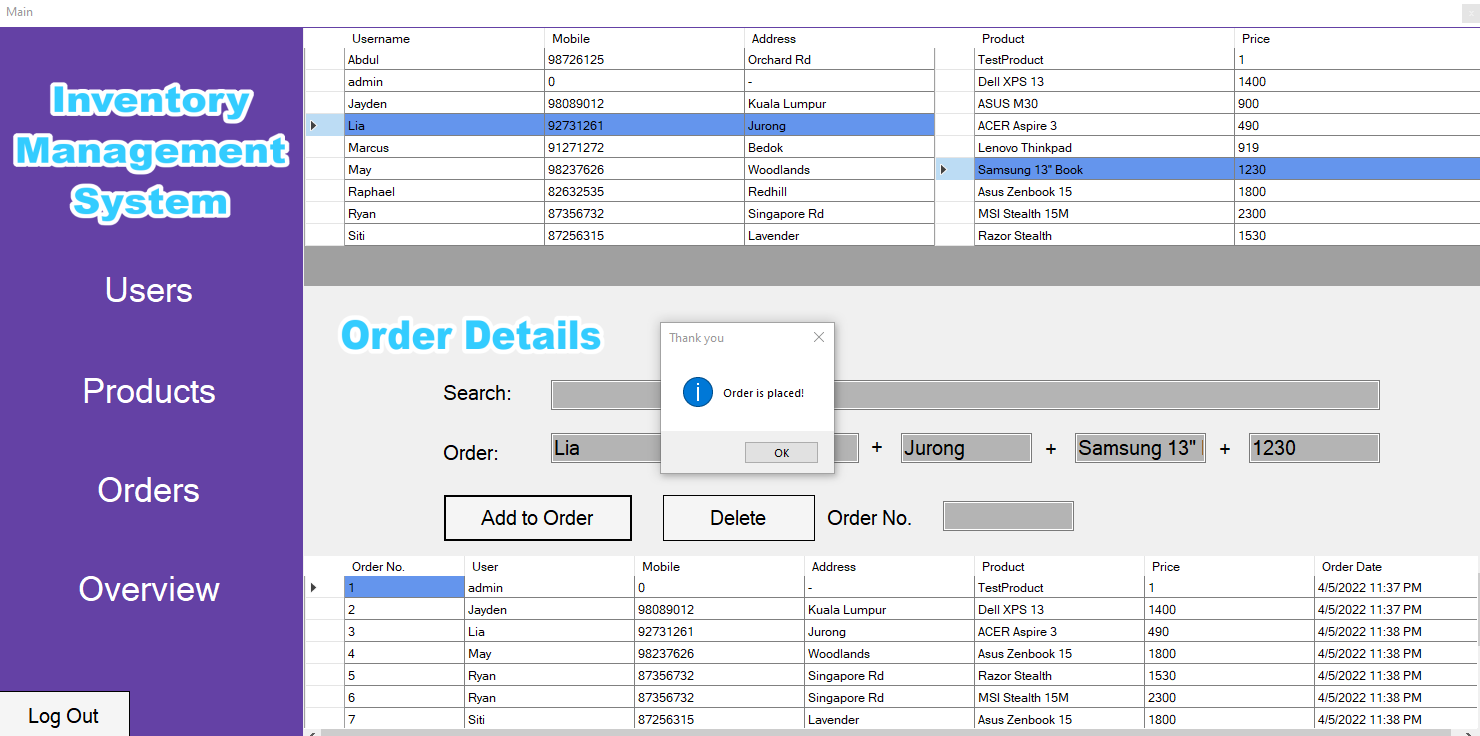 Main
Inventory
Management
System
Users
Products
Orders
Overview
Log Out
Username Mobile Address
Abdul 98726125 Orchard Rd
admin 0 -
Jayden 98089012 Kuala Lumpur
Lia 92731261 Jurong
Marcus 91271272 Bedok
May 98237626 Woodlands
Raphael 82632535 Redhill
Ryan 87356732 Singapore Rd
Siti 87256315 Lavender
Product Price
TestProduct 1
Dell XPS 13 1400
ASUS M30 900
ACER Aspire 3 490
Lenovo Thinkpad 919
Samsung 13" Book 1230
Asus Zenbook 15 1800
MSI Stealth 15M 2300
Razor Stealth 1530
Order Details
Search:
Order: Lia + Jurong + Samsung 13" + 1230
Thank you
Order is placed!
OK
Add to Order Delete Order No.
Order No. User Mobile Address Product Price Order Date
1 admin 0 - TestProduct 1 4/5/2022 11:37 PM
2 Jayden 98089012 Kuala Lumpur Dell XPS 13 1400 4/5/2022 11:37 PM
3 Lia 92731261 Jurong ACER Aspire 3 490 4/5/2022 11:38 PM
4 May 98237626 Woodlands Asus Zenbook 15 1800 4/5/2022 11:38 PM
5 Ryan 87356732 Singapore Rd Razor Stealth 1530 4/5/2022 11:38 PM
6 Ryan 87356732 Singapore Rd MSI Stealth 15M 2300 4/5/2022 11:38 PM
7 Siti 87256315 Lavender Asus Zenbook 15 1800 4/5/2022 11:38 PM